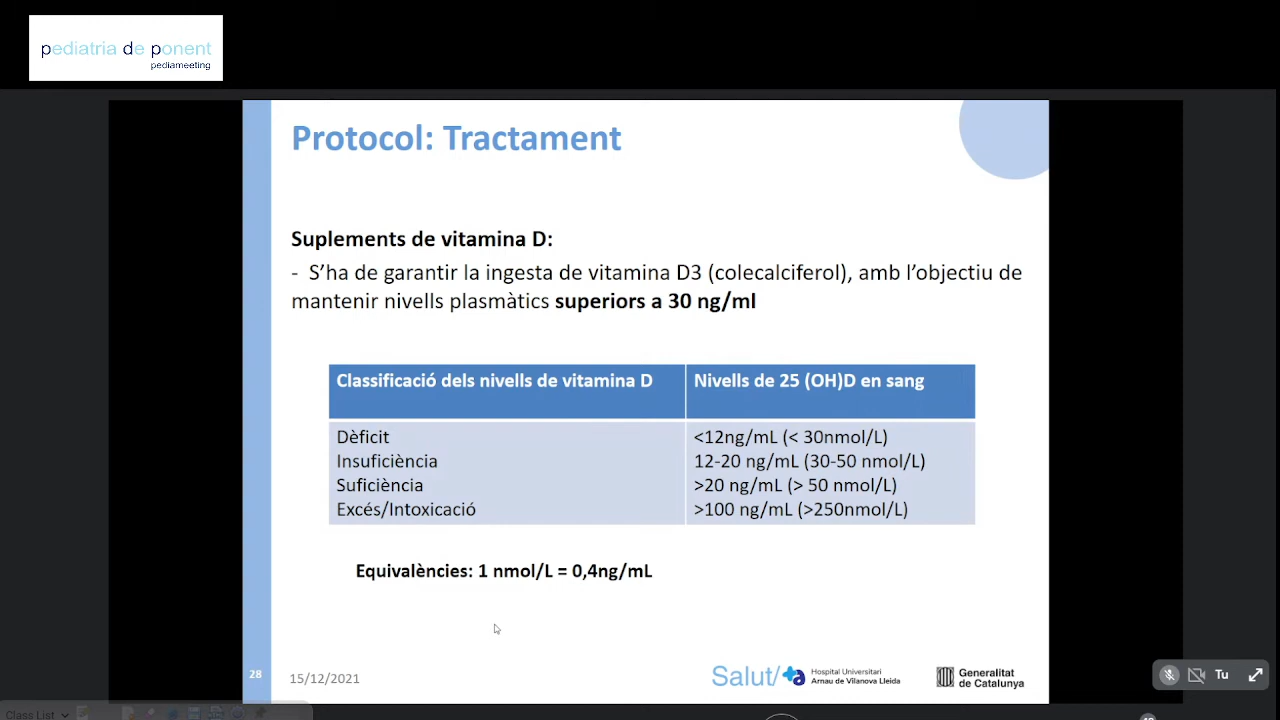 pediatria de ponent
pediameeting
Protocol: Tractament
Suplements de vitamina D:
- S’ha de garantir la ingesta de vitamina D3 (colecalciferol), amb l’objectiu de
mantenir nivells plasmàtics superiors a 30 ng/ml
Classificació dels nivells de vitamina D
Nivells de 25 (OH)D en sang
Dèficit
<12ng/mL (< 30nmol/L)
Insuficiència
12-20 ng/mL (30-50 nmol/L)
Suficiència
>20 ng/mL (> 50 nmol/L)
Excés/Intoxicació
>100 ng/mL (>250nmol/L)
Equivalències: 1 nmol/L = 0,4ng/mL
28
15/12/2021
Salut/
Hospital Universitari
Arnau de Vilanova Lleida
Generalitat
de Catalunya
Tu
Class List